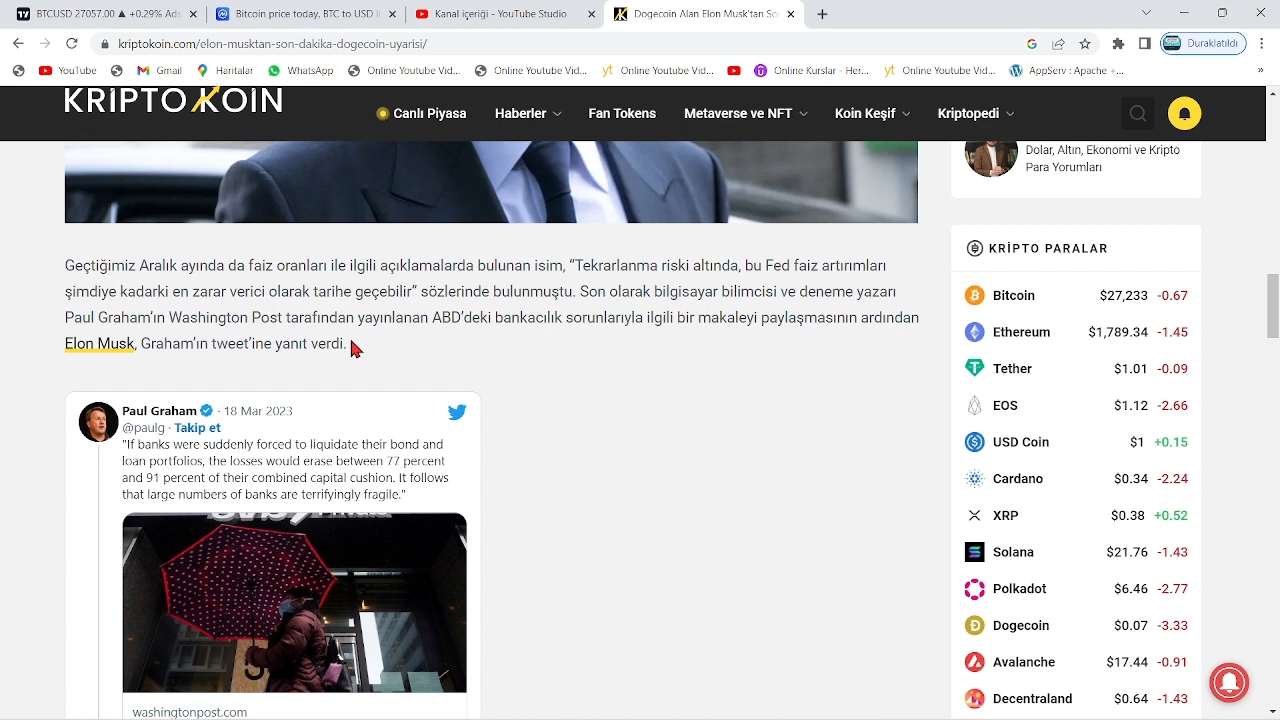 BTCUSD 27057.00 ▲ +0.29% Ads
Bitcoin price today, BTC to USD li
Kanal içeriği - YouTube Studio
Dogecoin Alan Elon Musk'tan So
kriptokoin.com/elon-musktan-son-dakika-dogecoin-uyarisi/
Duraklatıldı
YouTube
Gmail
Haritalar
WhatsApp
Online Youtube Vid...
Online Youtube Vid...
Online Youtube Vid...
Online Kurslar - Her...
Online Youtube Vid...
AppServ : Apache +...
»
KRIPTOKOIN
Canlı Piyasa
Haberler
Fan Tokens
Metaverse ve NFT
Koin Keşif
Kriptopedi
Dolar, Altın, Ekonomi ve Kripto
Para Yorumları
Geçtiğimiz Aralık ayında da faiz oranları ile ilgili açıklamalarda bulunan isim, “Tekrarlanma riski altında, bu Fed faiz artırımları
şimdiye kadarki en zarar verici olarak tarihe geçebilir” sözlerinde bulunmuştu. Son olarak bilgisayar bilimcisi ve deneme yazarı
Paul Graham’ın Washington Post tarafından yayınlanan ABD’deki bankacılık sorunlarıyla ilgili bir makaleyi paylaşmasının ardından
Elon Musk, Graham’ın tweet’ine yanıt verdi.
Paul Graham · 18 Mar 2023
@paulg · Takip et
"If banks were suddenly forced to liquidate their bond and
loan portfolios, the losses would erase between 77 percent
and 91 percent of their combined capital cushion. It follows
that large numbers of banks are terrifyingly fragile."
washingtonpost.com
KRİPTO PARALAR
Bitcoin $27,233 -0.67
Ethereum $1,789.34 -1.45
Tether $1.01 -0.09
EOS $1.12 -2.66
USD Coin $1 +0.15
Cardano $0.34 -2.24
XRP $0.38 +0.52
Solana $21.76 -1.43
Polkadot $6.46 -2.77
Dogecoin $0.07 -3.33
Avalanche $17.44 -0.91
Decentraland $0.64 -1.43